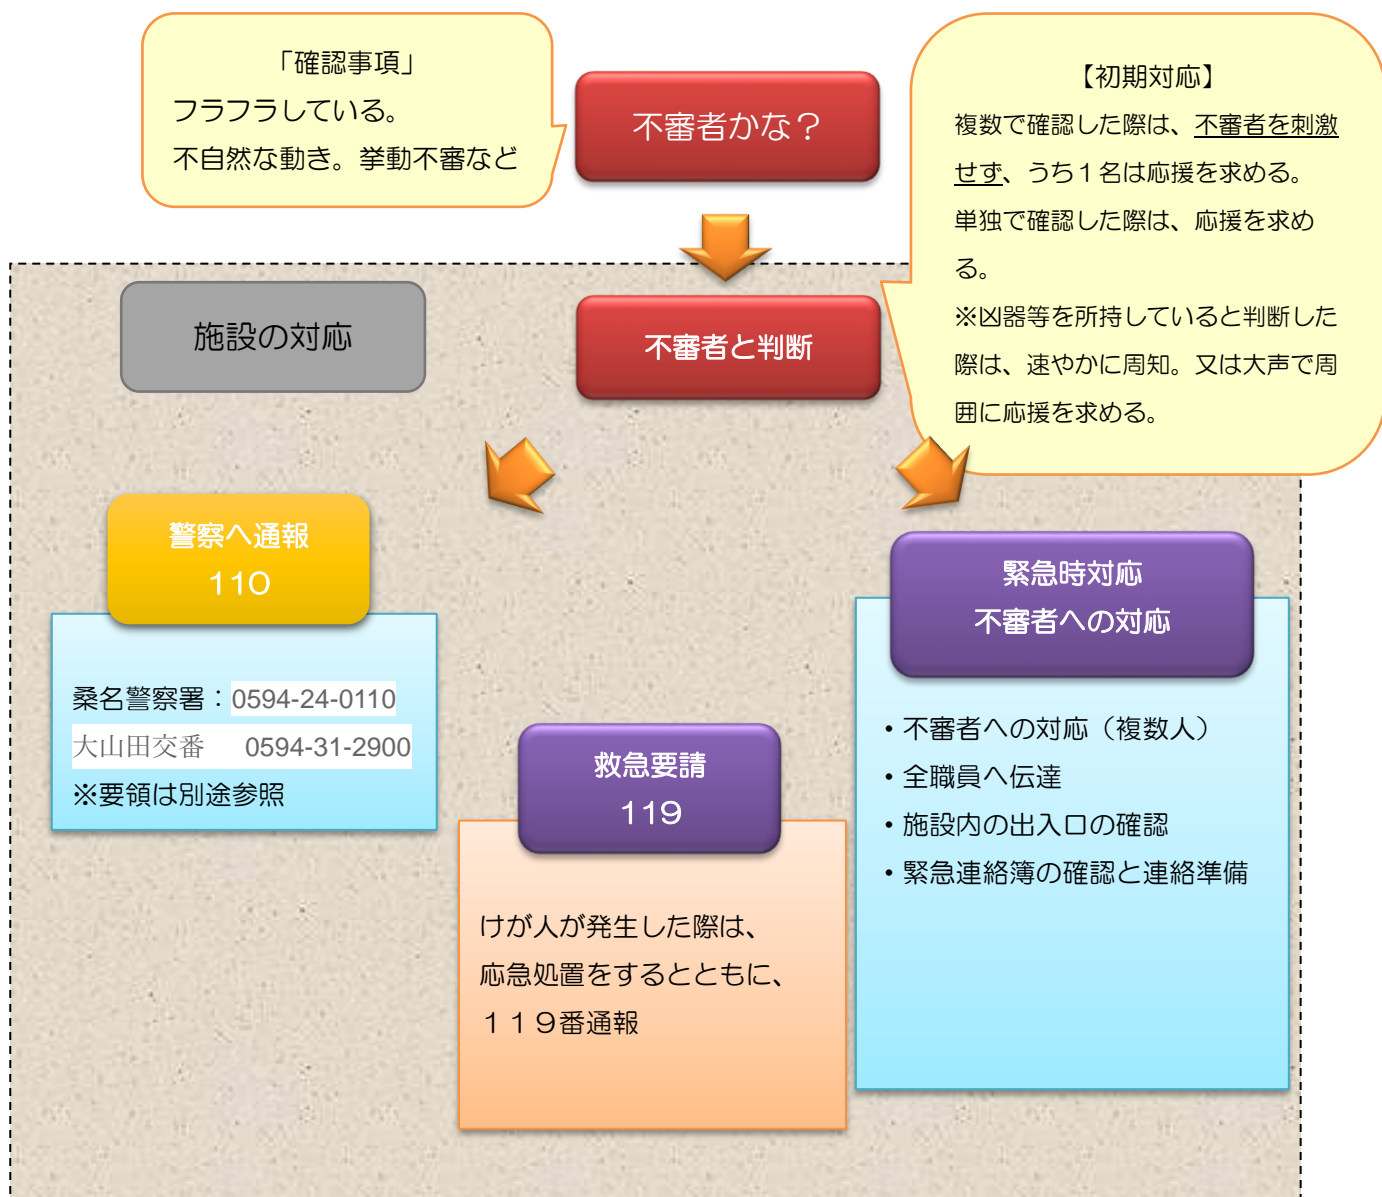 「確認事項」
フラフラしている。
不自然な動き。挙動不審など
不審者かな？
【初期対応】
複数で確認した際は、不審者を刺激
せず、うち１名は応援を求める。
単独で確認した際は、応援を求め
る。
※凶器等を所持していると判断した
際は、速やかに周知。又は大声で周
囲に応援を求める。
施設の対応
不審者と判断
警察へ通報
110
桑名警察署：0594-24-0110
大山田交番　0594-31-2900
※要領は別途参照
救急要請
119
けが人が発生した際は、
応急処置をするとともに、
１１９番通報
緊急時対応
不審者への対応
・不審者への対応（複数人）
・全職員へ伝達
・施設内の出入口の確認
・緊急連絡簿の確認と連絡準備